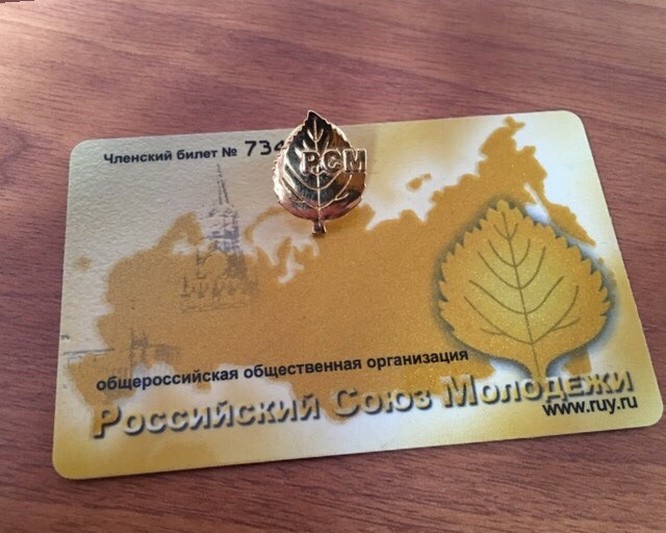 Членский билет № 734
РСМ
общероссийская общественная организация
Российский Союз Молодежи
www.ruy.ru